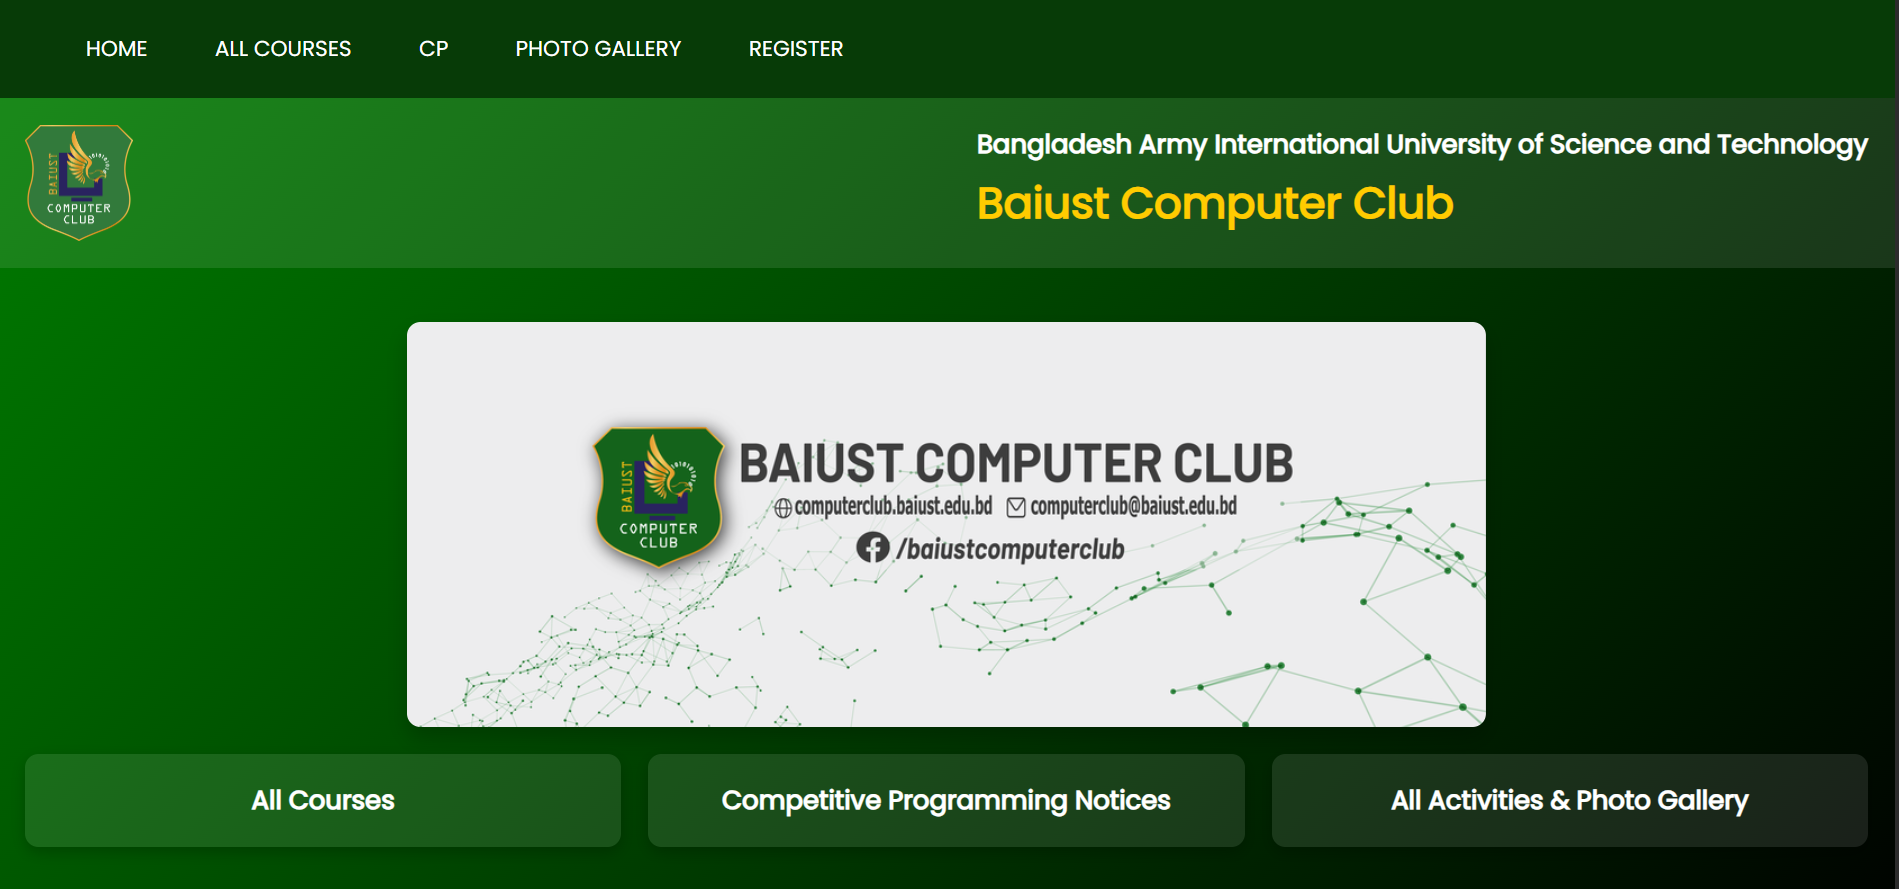 HOME ALL COURSES CP PHOTO GALLERY REGISTER
BAIUST
COMPUTER
CLUB
Bangladesh Army International University of Science and Technology
Baiust Computer Club
BAIUST
COMPUTER
CLUB
BAIUST COMPUTER CLUB
computerclub.baiust.edu.bd computerclub@baiust.edu.bd
/baiustcomputerclub
All Courses
Competitive Programming Notices
All Activities & Photo Gallery